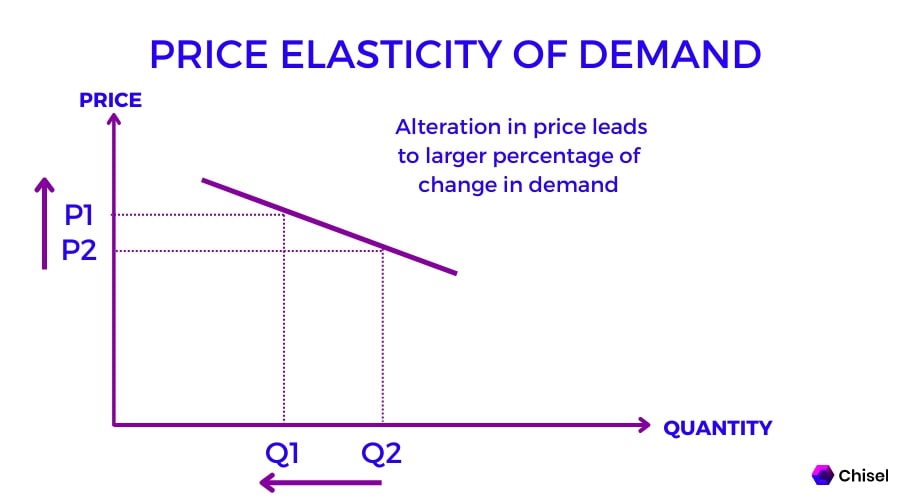 PRICE ELASTICITY OF DEMAND
PRICE
Alteration in price leads
to larger percentage of
change in demand
P1
P2
QUANTITY
Q1 Q2
Chisel